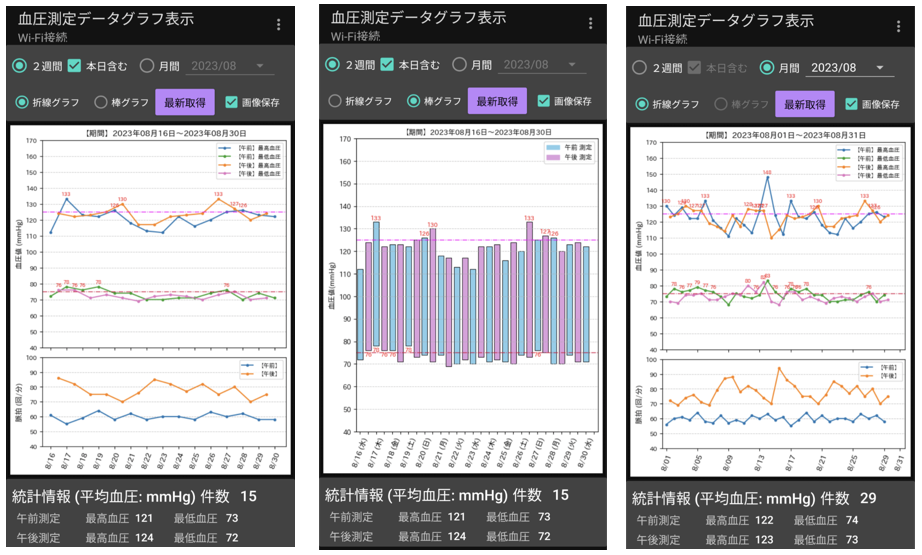 血圧測定データグラフ表示
Wi-Fi接続
２週間
本日含む
月間
2023/08
折線グラフ
棒グラフ
最新取得
画像保存
【期間】2023年08月16日～2023年08月30日
血圧値 (mmHg)
170
160
150
140
130
120
110
100
90
80
70
60
50
40
【午前】最高血圧
【午前】最低血圧
【午後】最高血圧
【午後】最低血圧
133
126
130
133
127
126
76
78
76
76
78
76
脈拍 (回/分)
100
90
80
70
60
50
40
【午前】
【午後】
8/16
8/17
8/18
8/19
8/20
8/21
8/22
8/23
8/24
8/25
8/26
8/27
8/28
8/29
8/30
統計情報 (平均血圧: mmHg) 件数 15
午前測定 最高血圧 121 最低血圧 73
午後測定 最高血圧 124 最低血圧 72
血圧測定データグラフ表示
Wi-Fi接続
２週間
本日含む
月間
2023/08
折線グラフ
棒グラフ
最新取得
画像保存
【期間】2023年08月16日～2023年08月30日
血圧値(mmHg)
170
160
150
140
130
120
110
100
90
80
70
60
50
40
午前 測定
午後 測定
133
126
130
133
127
126
76
78
76
76
78
76
8/16(水)
8/17(木)
8/18(金)
8/19(土)
8/20(日)
8/21(月)
8/22(火)
8/23(水)
8/24(木)
8/25(金)
8/26(土)
8/27(日)
8/28(月)
8/29(火)
8/30(水)
統計情報 (平均血圧: mmHg) 件数 15
午前測定 最高血圧 121 最低血圧 73
午後測定 最高血圧 124 最低血圧 72
血圧測定データグラフ表示
Wi-Fi接続
２週間
本日含む
月間
2023/08
折線グラフ
棒グラフ
最新取得
画像保存
【期間】2023年08月01日～2023年08月31日
血圧値 (mmHg)
170
160
150
140
130
120
110
100
90
80
70
60
50
40
【午前】最高血圧
【午前】最低血圧
【午後】最高血圧
【午後】最低血圧
130
133
148
133
130
133
脈拍 (回/分)
100
90
80
70
60
50
40
【午前】
【午後】
8/01
8/05
8/09
8/13
8/17
8/21
8/25
8/29
8/31
統計情報 (平均血圧: mmHg) 件数 29
午前測定 最高血圧 122 最低血圧 74
午後測定 最高血圧 123 最低血圧 73